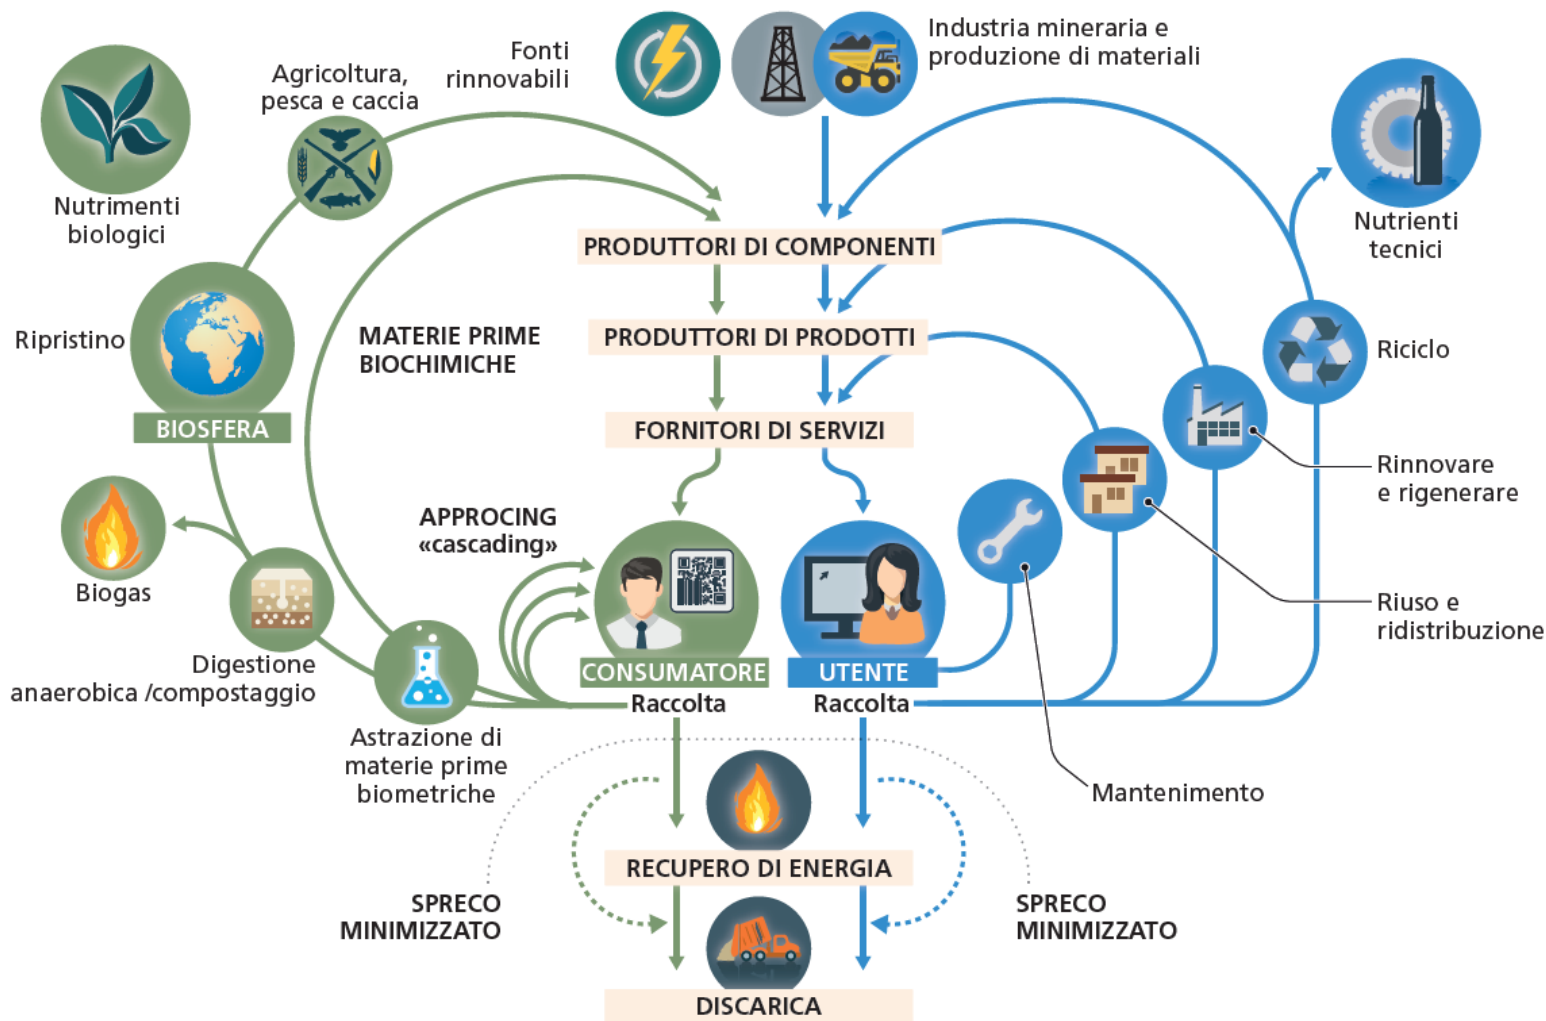 Fonti
rinnovabili
Industria mineraria e
produzione di materiali
Agricoltura,
pesca e caccia
Nutrimenti
biologici
Nutrienti
tecnici
PRODUTTORI DI COMPONENTI
Ripristino
MATERIE PRIME
BIOCHIMICHE
PRODUTTORI DI PRODOTTI
Riciclo
BIOSFERA
FORNITORI DI SERVIZI
Rinnovare
e rigenerare
APPROCING
«cascading»
Biogas
Riuso e
ridistribuzione
Digestione
anaerobica /compostaggio
CONSUMATORE
UTENTE
Raccolta
Raccolta
Astrazione di
materie prime
biometriche
Mantenimento
RECUPERO DI ENERGIA
SPRECO
MINIMIZZATO
SPRECO
MINIMIZZATO
DISCARICA